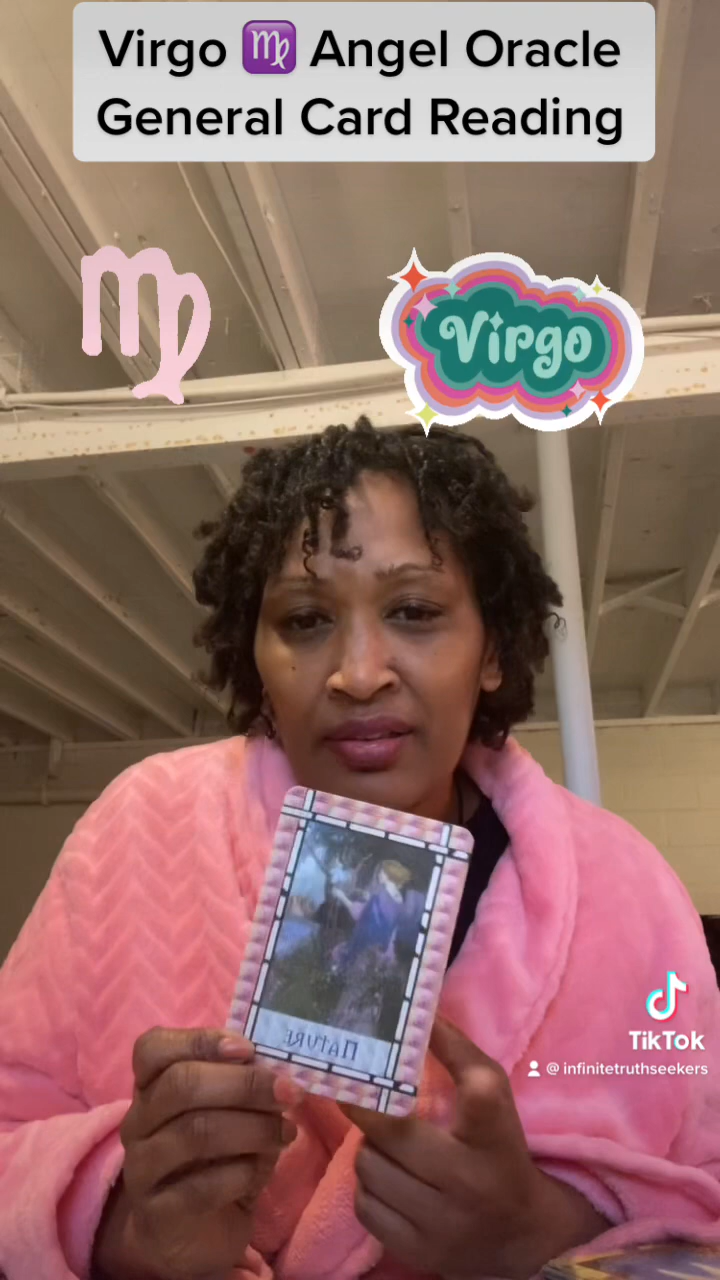 Virgo ♍ Angel Oracle
General Card Reading
Virgo
NATURE
TikTok
@ infinitetruthseekers